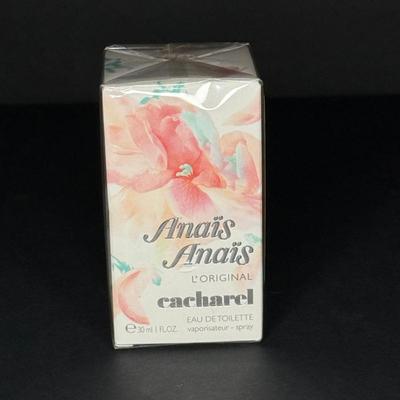 Anaïs
Anaïs
L'ORIGINAL
cacharel
EAU DE TOILETTE
℮30 ml 1 FL.OZ. vaporisateur - spray